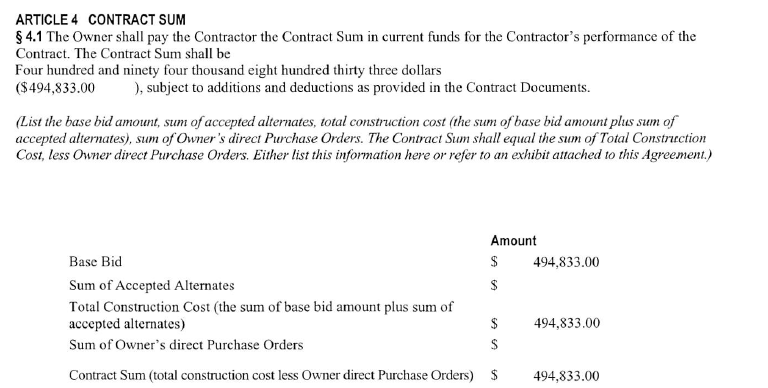 ARTICLE 4 CONTRACT SUM
§ 4.1 The Owner shall pay the Contractor the Contract Sum in current funds for the Contractor's performance of the
Contract. The Contract Sum shall be
Four hundred and ninety four thousand eight hundred thirty three dollars
($494,833.00 ), subject to additions and deductions as provided in the Contract Documents.
(List the base bid amount, sum of accepted alternates, total construction cost (the sum of base bid amount plus sum of
accepted alternates), sum of Owner's direct Purchase Orders. The Contract Sum shall equal the sum of Total Construction
Cost, less Owner direct Purchase Orders. Either list this information here or refer to an exhibit attached to this Agreement.)
Amount
Base Bid $ 494,833.00
Sum of Accepted Alternates $
Total Construction Cost (the sum of base bid amount plus sum of
accepted alternates) $ 494,833.00
Sum of Owner's direct Purchase Orders $
Contract Sum (total construction cost less Owner direct Purchase Orders) $ 494,833.00